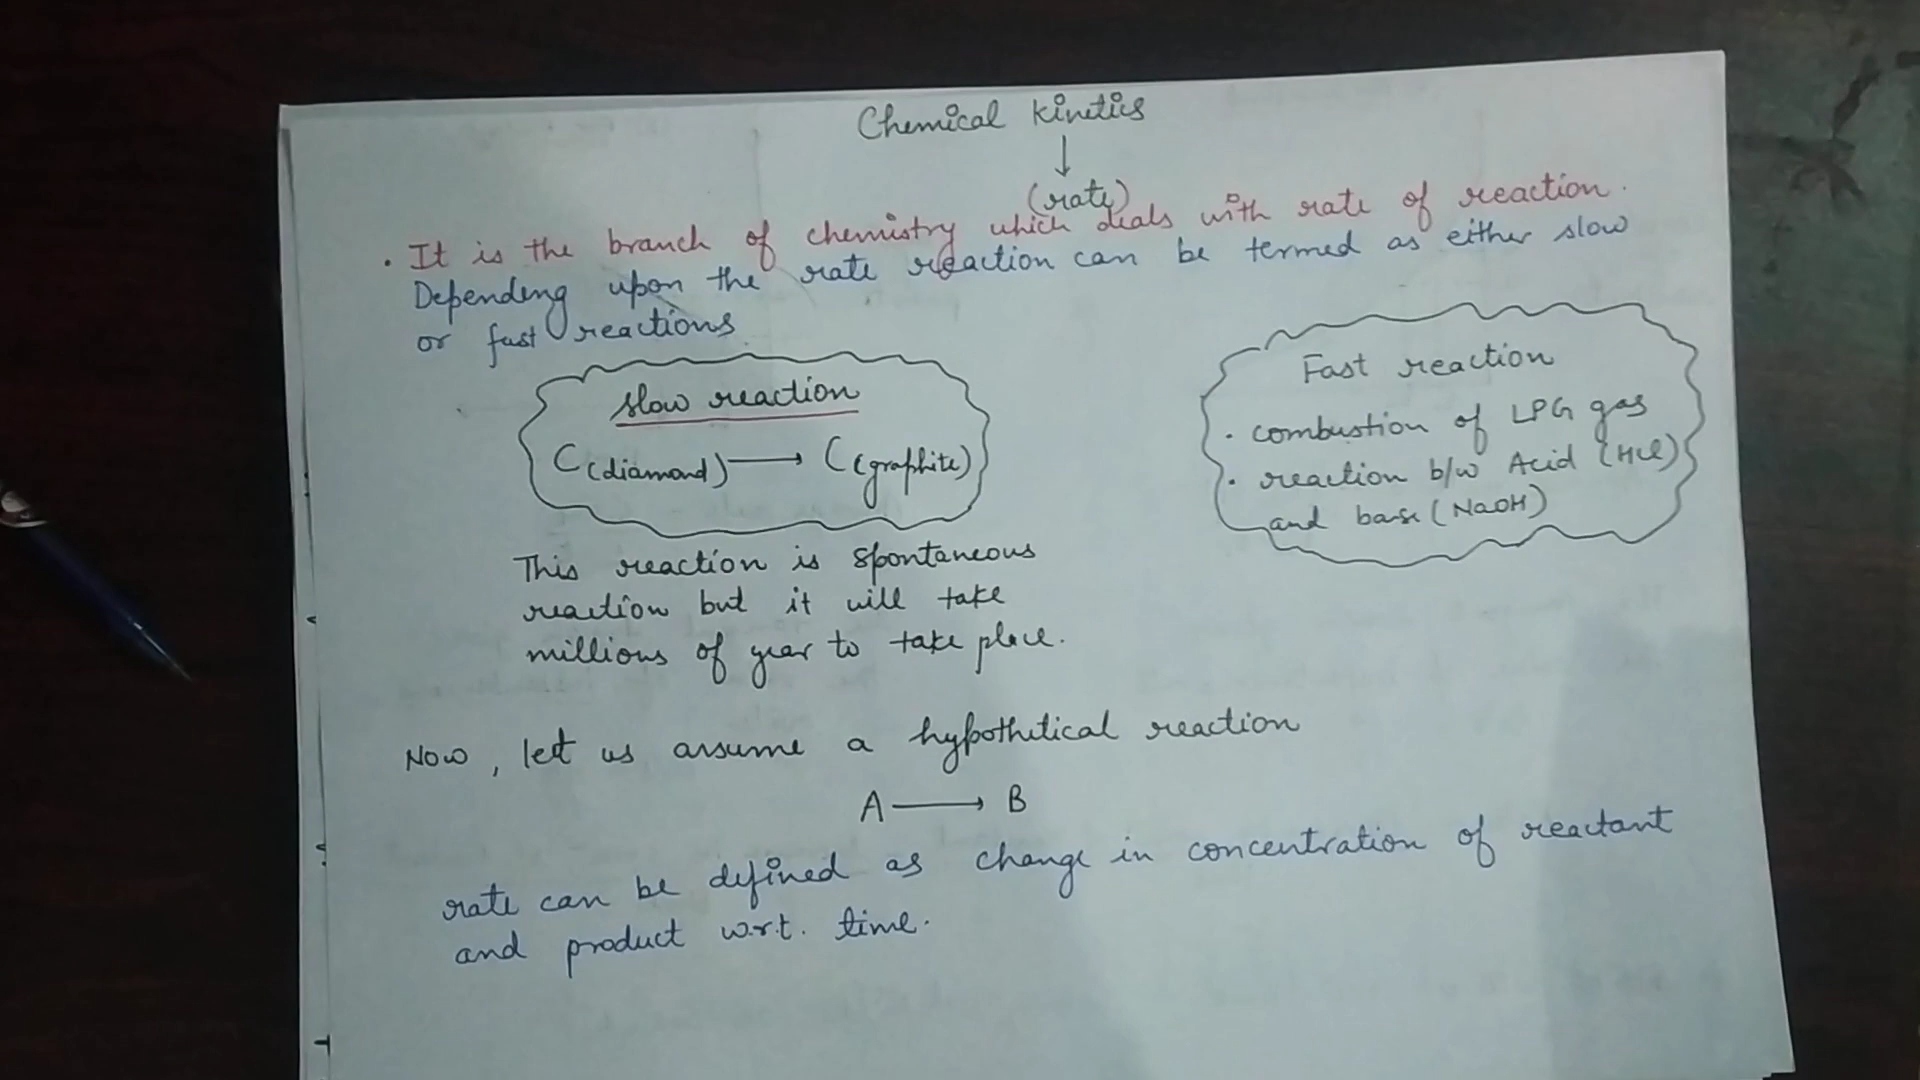 Chemical Kinetics
↓
(rate)
• It is the branch of chemistry which deals with rate of reaction.
Depending upon the rate reaction can be termed as either slow
or fast reactions
slow reaction
C(diamond) → C(graphite)
This reaction is spontaneous
reaction but it will take
millions of year to take place.
Fast reaction
• combustion of LPG gas
• reaction b/w Acid (HCl)
and base (NaOH)
Now, let us assume a hypothitical reaction
A → B
rate can be defined as change in concentration of reactant
and product w.r.t. time.